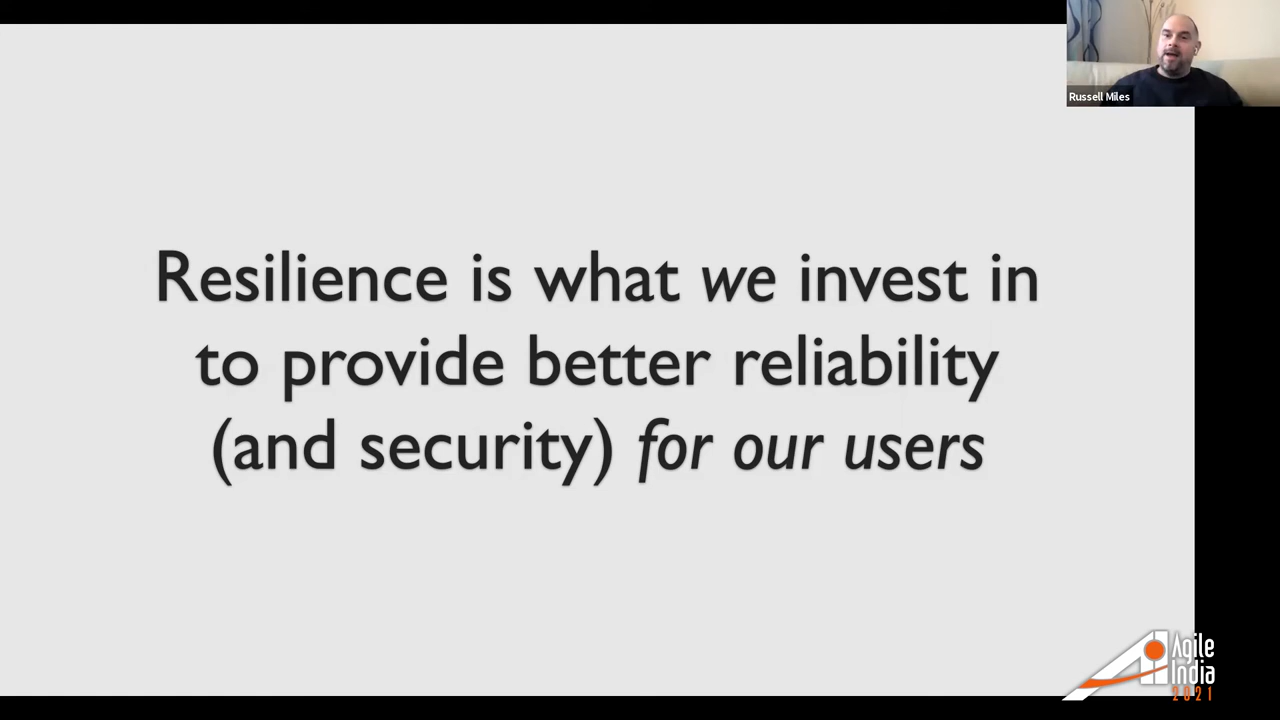 Russell Miles
Resilience is what we invest in
to provide better reliability
(and security) for our users
Agile
India
2021